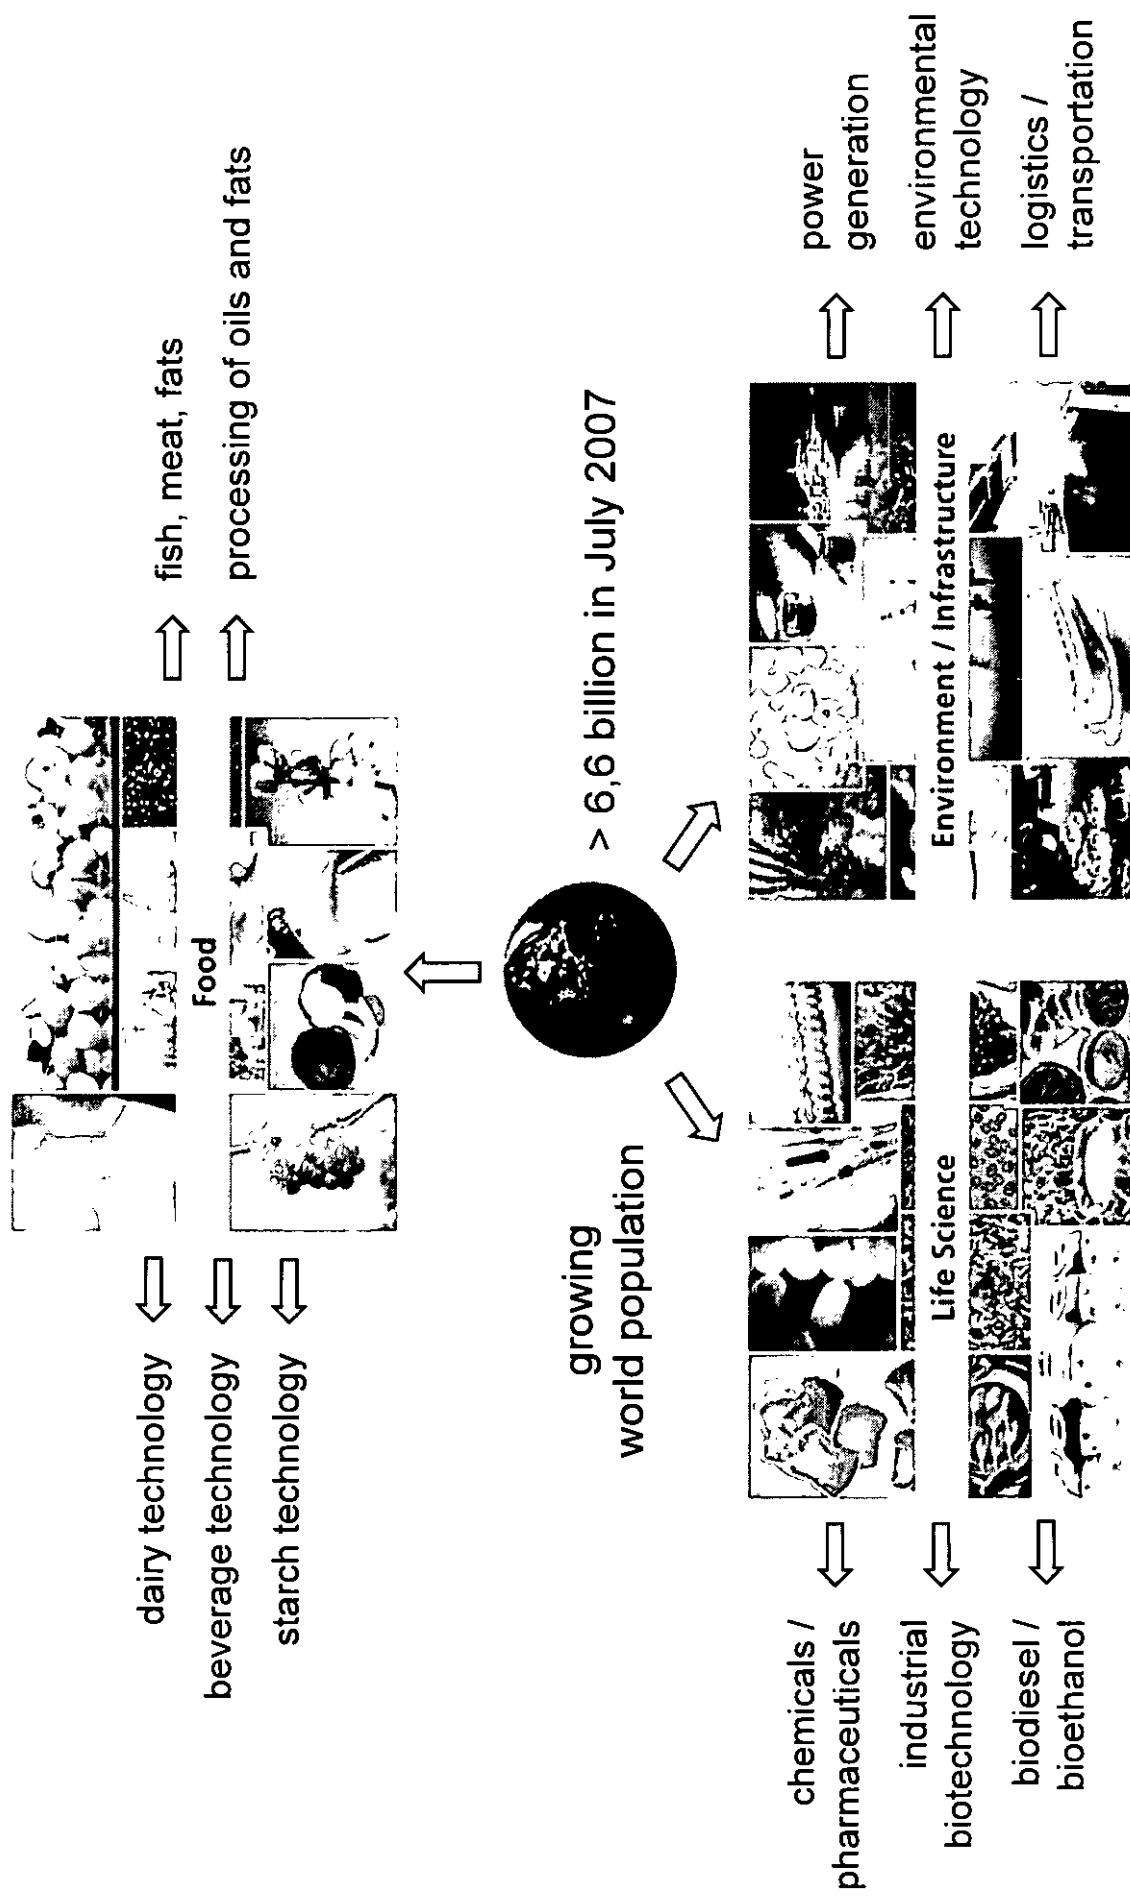 dairy technology
beverage technology
starch technology
Food
fish, meat, fats
processing of oils and fats
growing
world population
> 6,6 billion in July 2007
chemicals /
pharmaceuticals
industrial
biotechnology
biodiesel /
bioethanol
Life Science
Environment / Infrastructure
power
generation
environmental
technology
logistics /
transportation